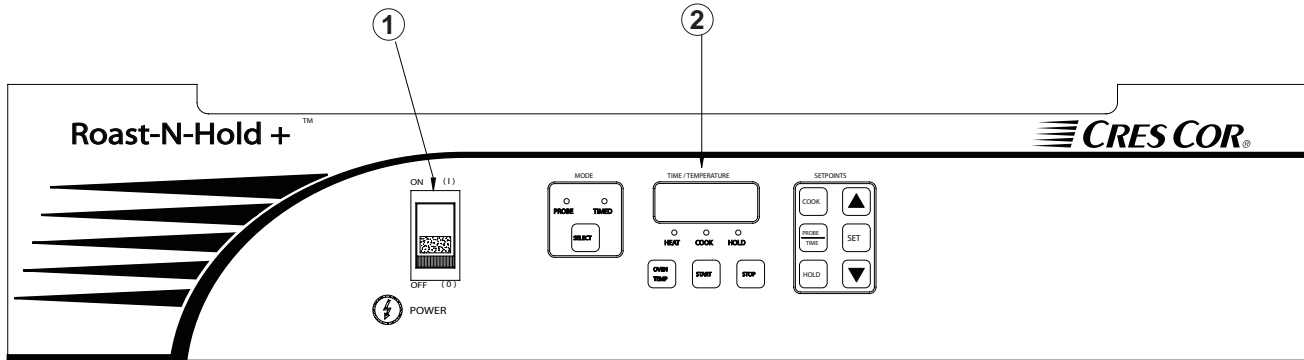 1
2
Roast-N-Hold + ™
CRES COR®
ON ( I )
OFF ( 0 )
POWER
MODE
PROBE TIMED
SELECT
TIME / TEMPERATURE
HEAT COOK HOLD
OVEN
TEMP
START
STOP
SETPOINTS
COOK
PROBE
TIME
SET
HOLD